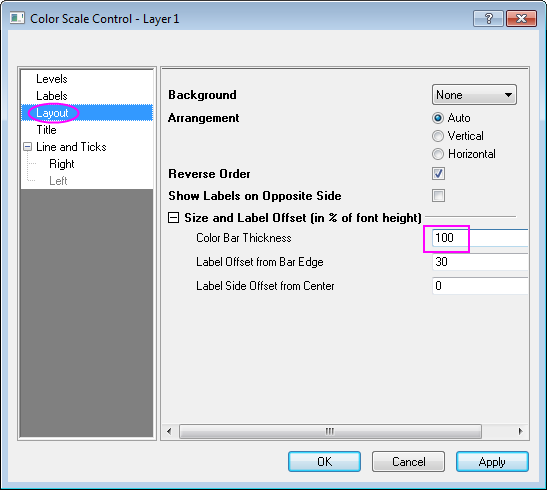 Color Scale Control - Layer1
Levels
Labels
Layout
Title
Line and Ticks
Right
Left
Background None
Arrangement Auto
Vertical
Horizontal
Reverse Order
Show Labels on Opposite Side
Size and Label Offset (in % of font height)
Color Bar Thickness 100
Label Offset from Bar Edge 30
Label Side Offset from Center 0
OK Cancel Apply